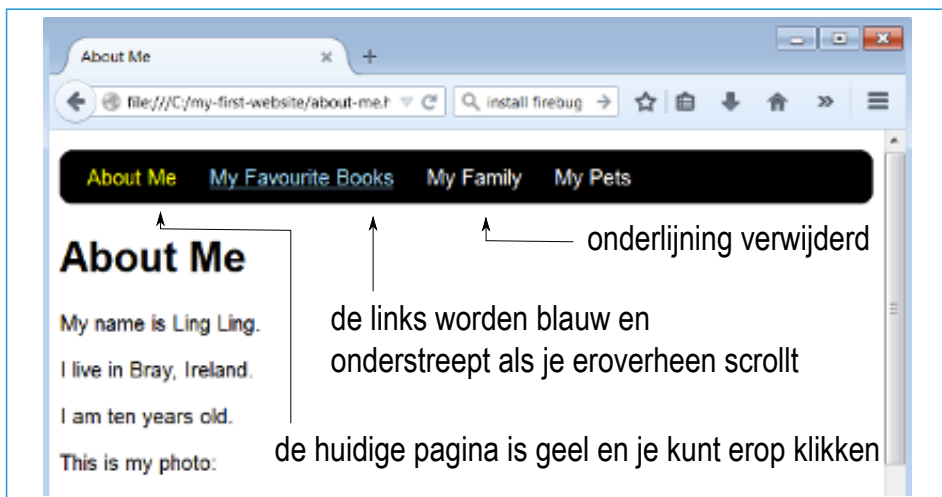 About Me
file:///C:/my-first-website/about-me.h
install firebug
About Me My Favourite Books My Family My Pets
onderlijning verwijderd
About Me
My name is Ling Ling.
de links worden blauw en
onderstreept als je eroverheen scrollt
I live in Bray, Ireland.
I am ten years old.
de huidige pagina is geel en je kunt erop klikken
This is my photo: